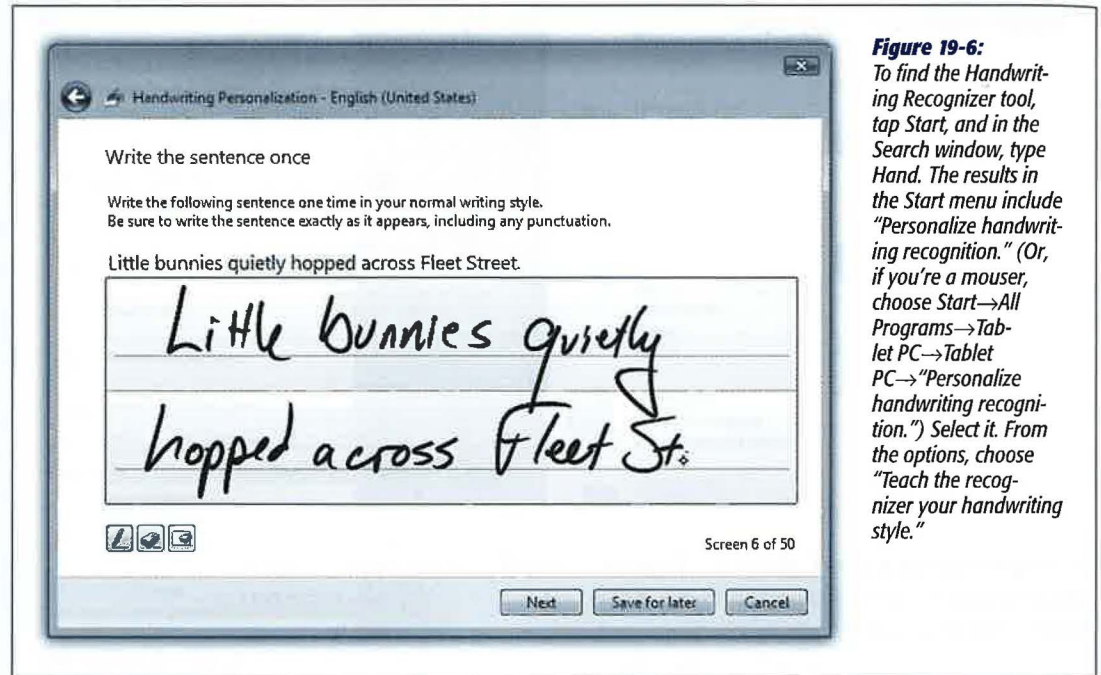 Handwriting Personalization - English (United States)
Write the sentence once
Write the following sentence one time in your normal writing style.
Be sure to write the sentence exactly as it appears, including any punctuation.
Little bunnies quietly hopped across Fleet Street.
Little bunnies quietly
hopped across Fleet St.
Screen 6 of 50
Next Save for later Cancel
Figure 19-6:
To find the Handwrit-
ing Recognizer tool,
tap Start, and in the
Search window, type
Hand. The results in
the Start menu include
"Personalize handwrit-
ing recognition." (Or,
if you're a mouser,
choose Start→All
Programs→Tab-
let PC→Tablet
PC→"Personalize
handwriting recogni-
tion.") Select it. From
the options, choose
"Teach the recog-
nizer your handwriting
style."